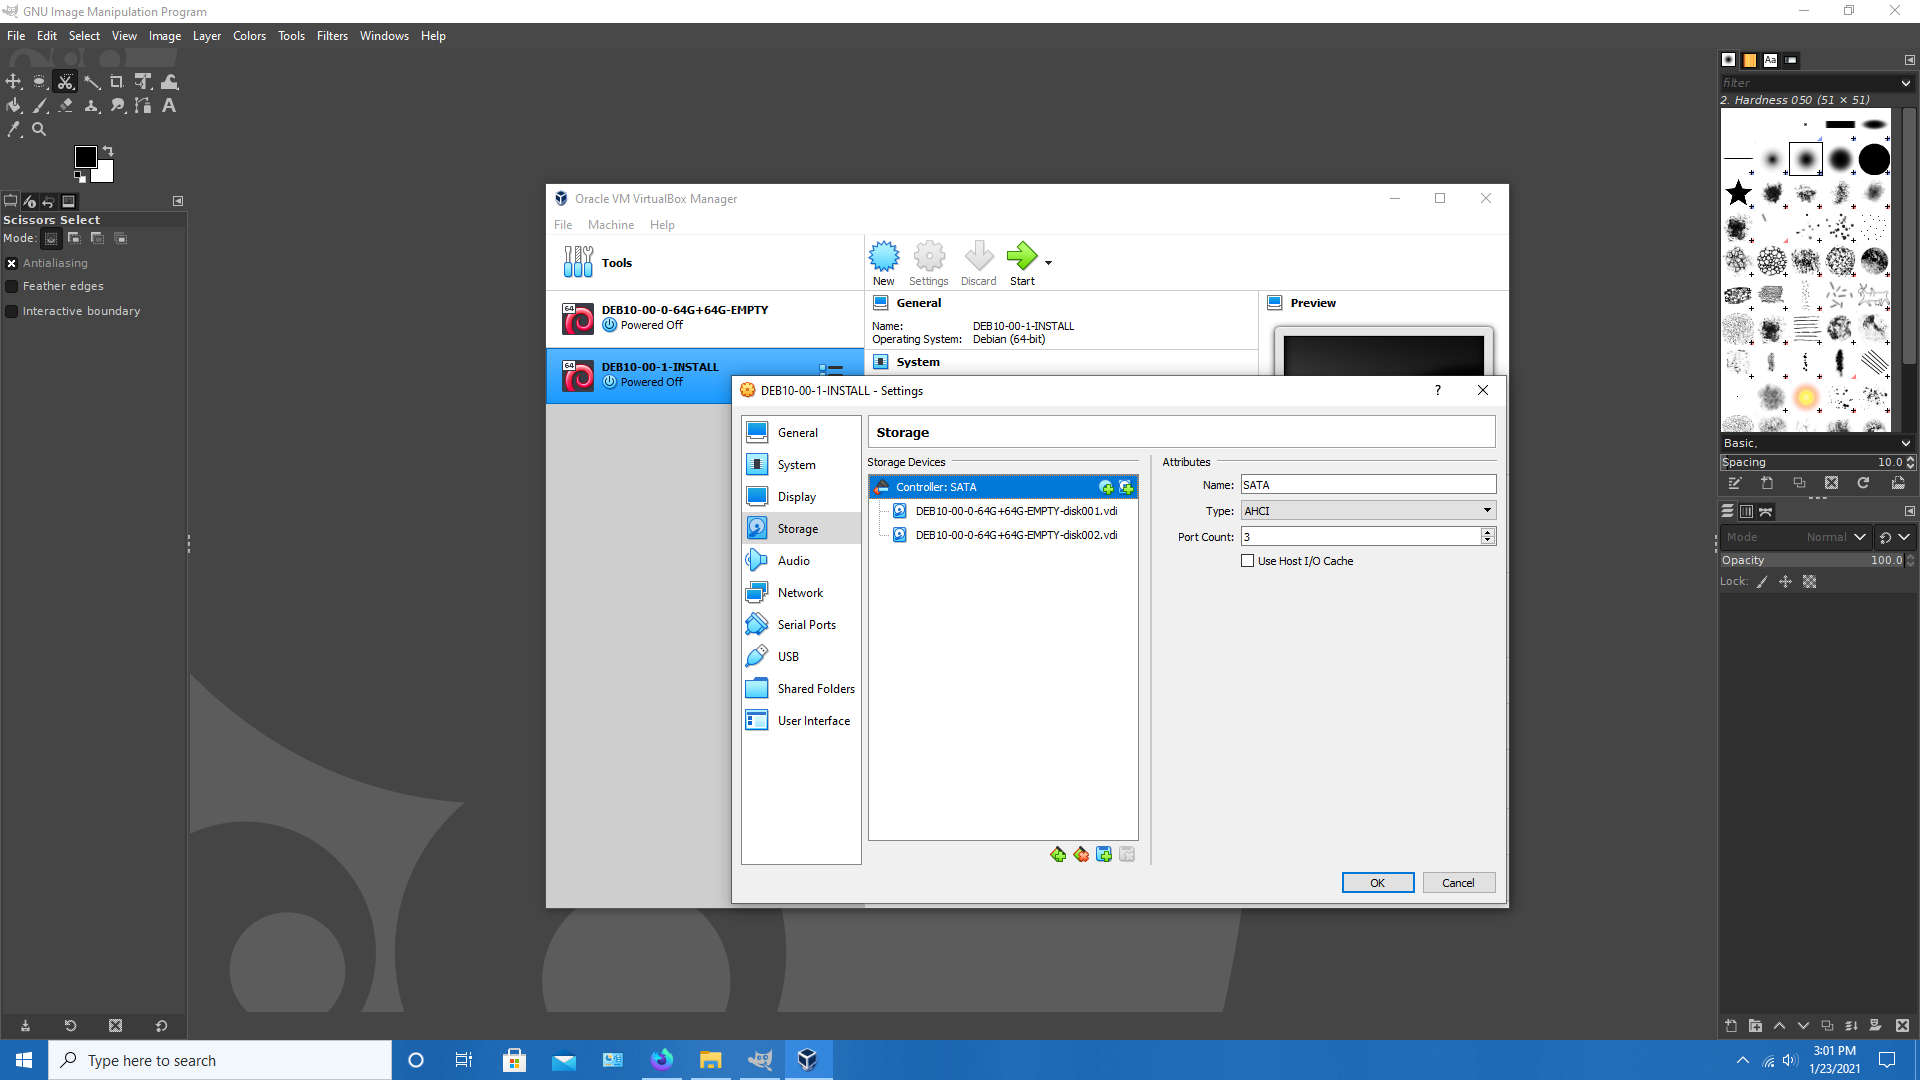 GNU Image Manipulation Program
File Edit Select View Image Layer Colors Tools Filters Windows Help
Scissors Select
Mode:
Antialiasing
Feather edges
Interactive boundary
Oracle VM VirtualBox Manager
File Machine Help
Tools
New Settings Discard Start
64 DEB10-00-0-64G+64G-EMPTY
Powered Off
64 DEB10-00-1-INSTALL
Powered Off
General
Name: DEB10-00-1-INSTALL
Operating System: Debian (64-bit)
System
Preview
DEB10-00-1-INSTALL - Settings
?
General
System
Display
Storage
Audio
Network
Serial Ports
USB
Shared Folders
User Interface
Storage
Storage Devices
Controller: SATA
DEB10-00-0-64G+64G-EMPTY-disk001.vdi
DEB10-00-0-64G+64G-EMPTY-disk002.vdi
Attributes
Name: SATA
Type: AHCI
Port Count: 3
Use Host I/O Cache
OK Cancel
Aa
filter
2. Hardness 050 (51 × 51)
Basic,
Spacing 10.0
Mode Normal
Opacity 100.0
Lock:
Type here to search
3:01 PM
1/23/2021